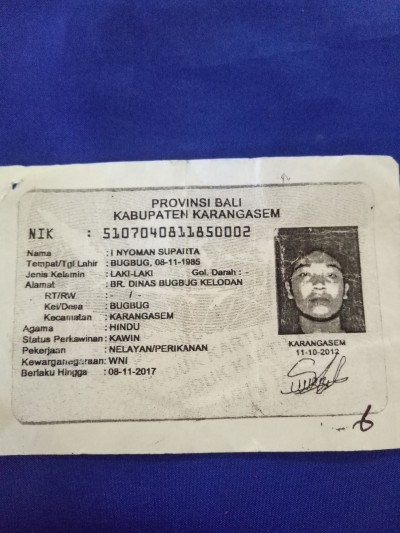 PROVINSI BALI
KABUPATEN KARANGASEM
NIK : 5107040811850002
Nama : I NYOMAN SUPARTA
Tempat/Tgl Lahir : BUGBUG, 08-11-1985
Jenis Kelamin : LAKI-LAKI Gol. Darah : -
Alamat : BR. DINAS BUGBUG KELODAN
RT/RW : - / -
Kel/Desa : BUGBUG
Kecamatan : KARANGASEM
Agama : HINDU
Status Perkawinan : KAWIN
Pekerjaan : NELAYAN/PERIKANAN
Kewarganegaraan: WNI
Berlaku Hingga : 08-11-2017
KARANGASEM
11-10-2012
6